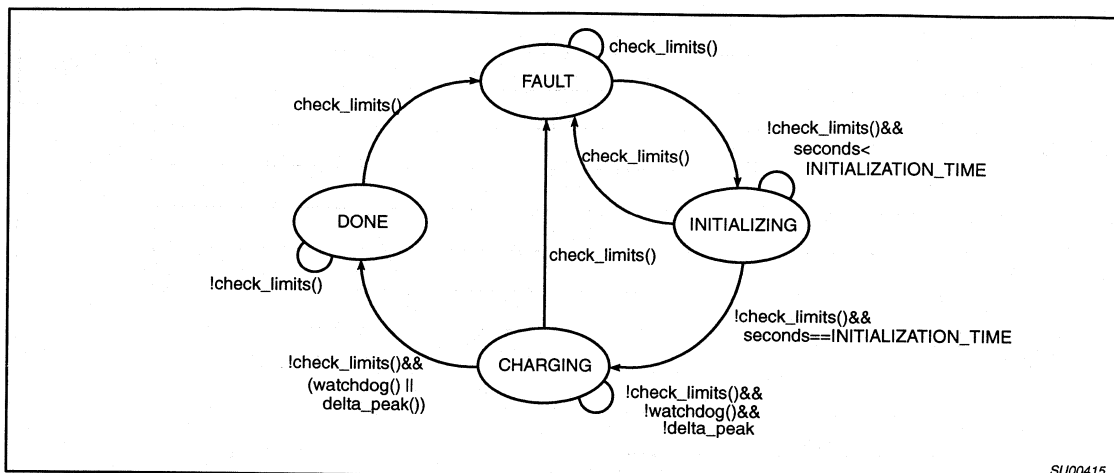 check_limits()
FAULT
check_limits()
!check_limits()&&
seconds<
INITIALIZATION_TIME
check_limits()
DONE
INITIALIZING
!check_limits()
check_limits()
!check_limits()&&
seconds==INITIALIZATION_TIME
!check_limits()&&
(watchdog() ||
delta_peak())
CHARGING
!check_limits()&&
!watchdog()&&
!delta_peak
SU00415